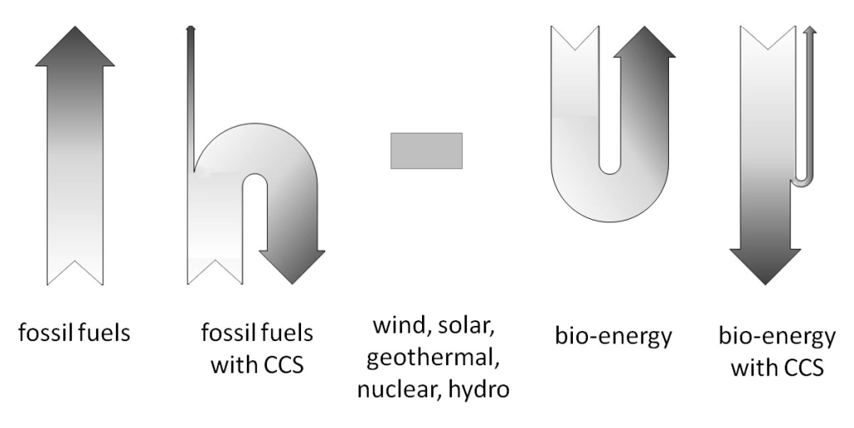 fossil fuels
fossil fuels
with CCS
wind, solar,
geothermal,
nuclear, hydro
bio-energy
bio-energy
with CCS